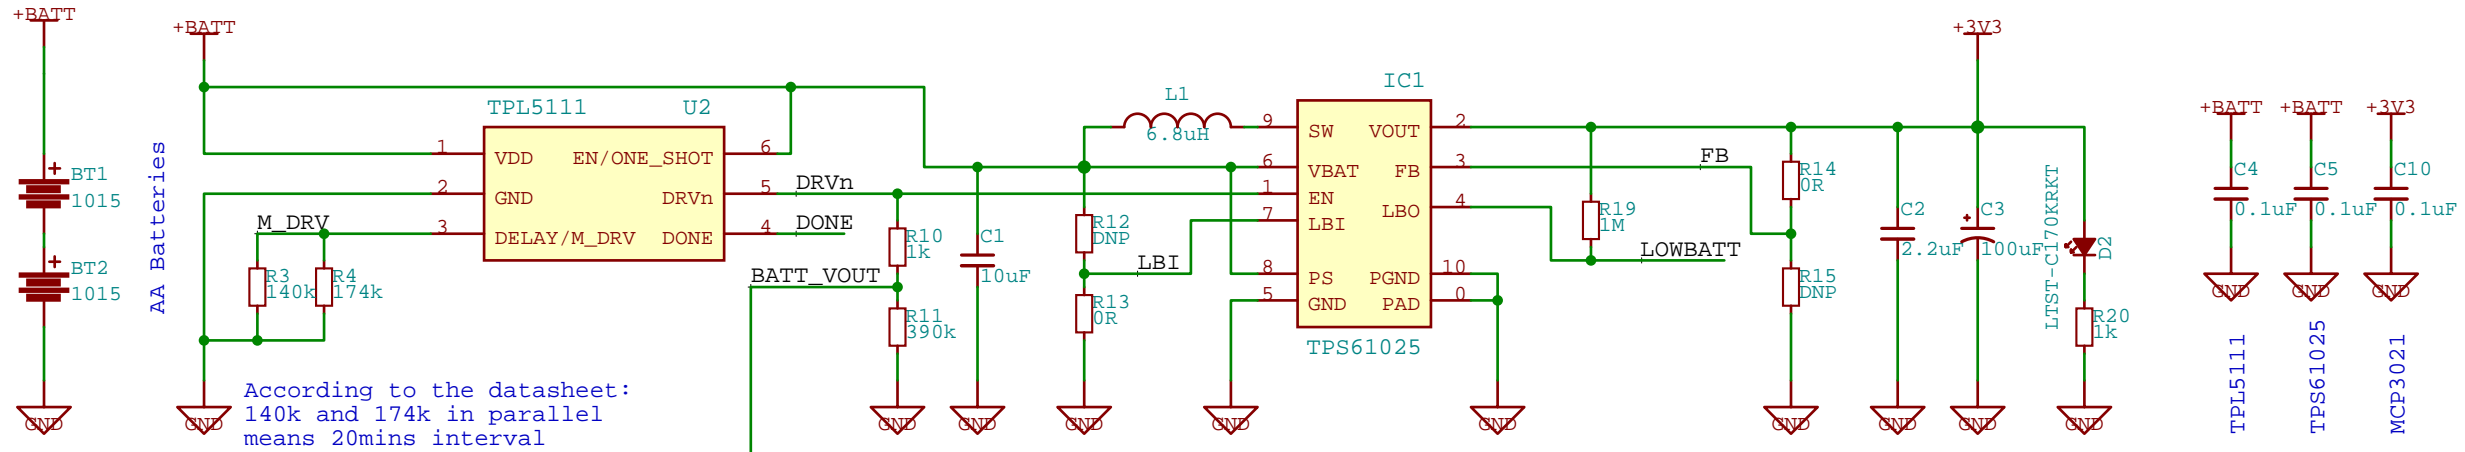 +BATT
+BATT
BT1
1015
BT2
1015
AA Batteries
TPL5111
U2
1
VDD
2
GND
3
DELAY/M_DRV
EN/ONE_SHOT
6
DRVn
5
DONE
4
DRVn
DONE
M_DRV
R3
140k
R4
174k
According to the datasheet:
140k and 174k in parallel
means 20mins interval
GND
GND
BATT_VOUT
R10
1k
R11
390k
GND
C1
10uF
GND
L1
6.8uH
R12
DNP
LBI
R13
0R
GND
GND
IC1
TPS61025
9
SW
6
VBAT
1
EN
7
LBI
8
PS
5
GND
VOUT
2
FB
3
LBO
4
PGND
10
PAD
0
GND
FB
R19
1M
LOWBATT
R14
0R
R15
DNP
GND
C2
2.2uF
GND
+3V3
C3
100uF
GND
LTST-C170KRKT
D2
R20
1k
GND
+BATT
C4
0.1uF
GND
TPL5111
+BATT
C5
0.1uF
GND
TPS61025
+3V3
C10
0.1uF
GND
MCP3021